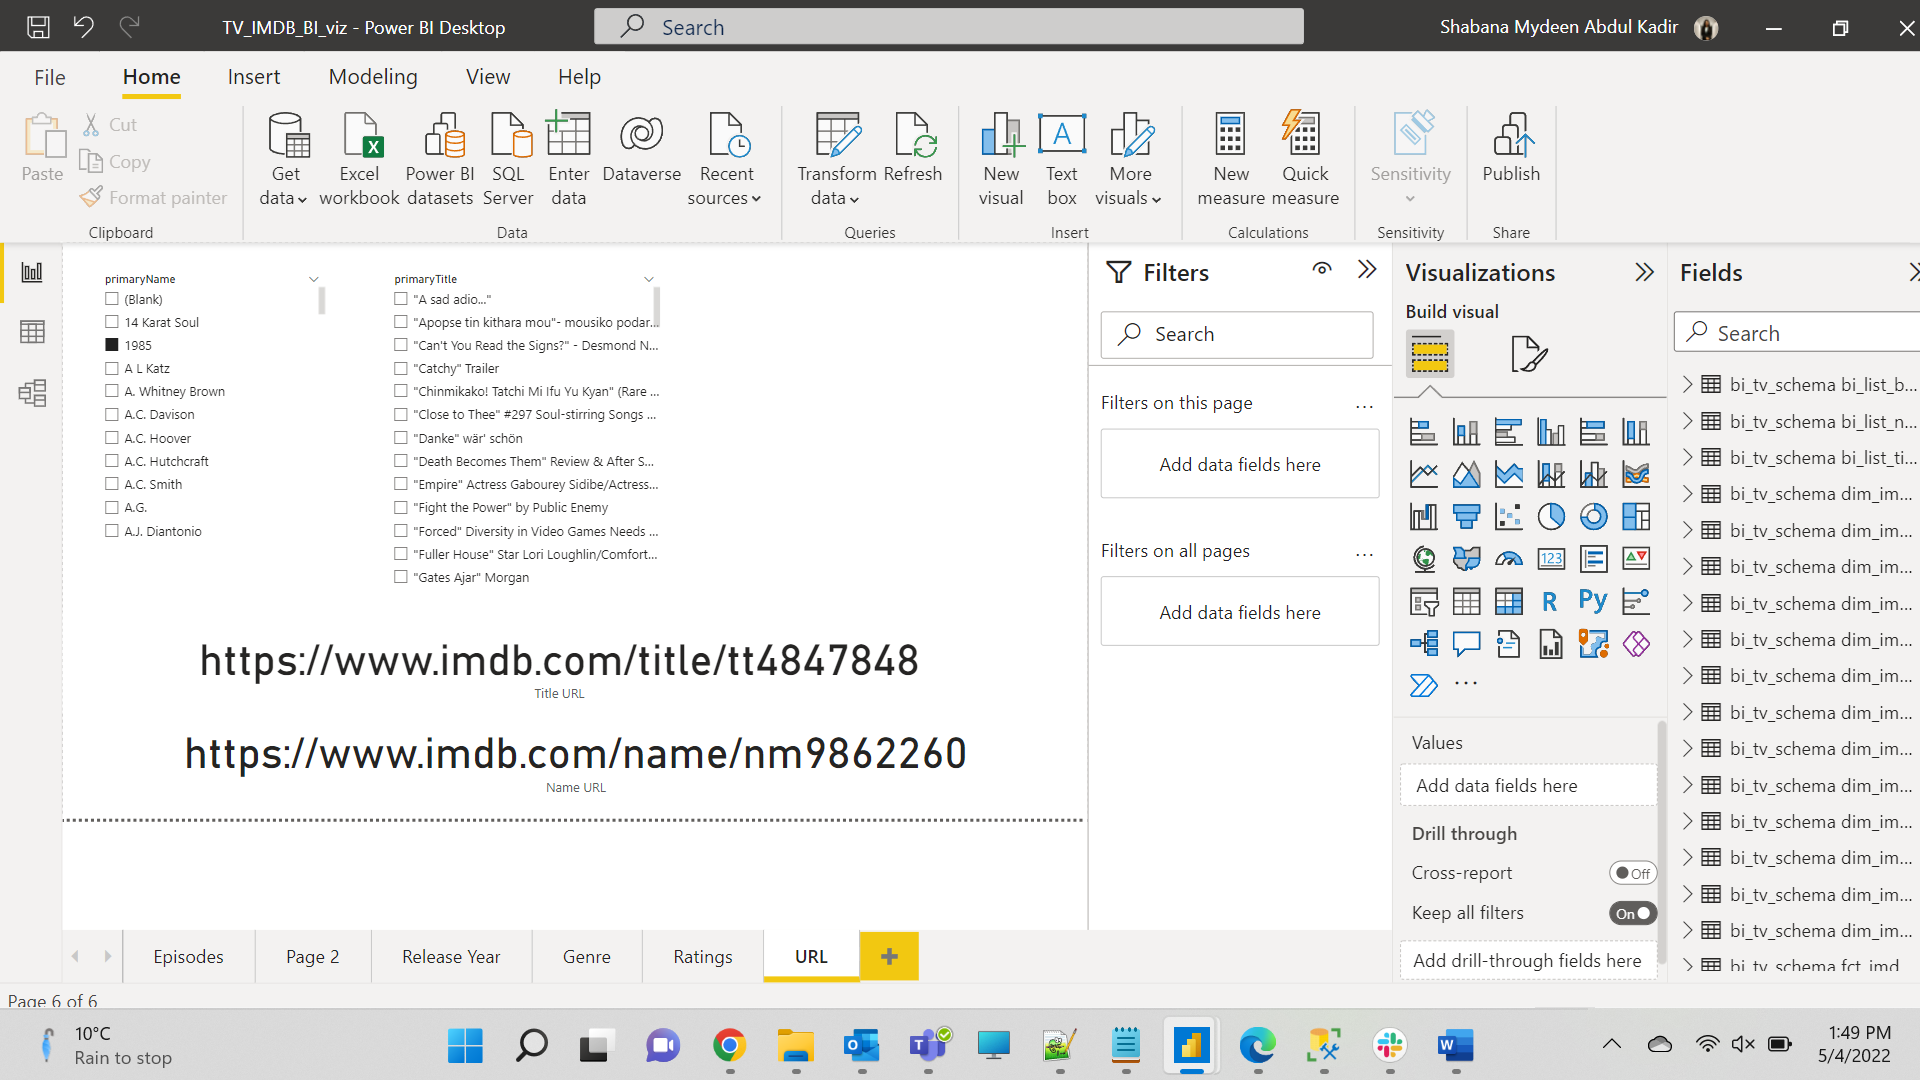 TV_IMDB_BI_viz - Power BI Desktop
Search
Shabana Mydeen Abdul Kadir
File
Home
Insert
Modeling
View
Help
Paste
Cut
Copy
Format painter
Clipboard
Get data
Excel workbook
Power BI datasets
SQL Server
Enter data
Dataverse
Recent sources
Data
Transform data
Refresh
Queries
New visual
Text box
More visuals
Insert
New measure
Quick measure
Calculations
Sensitivity
Sensitivity
Publish
Share
primaryName
(Blank)
14 Karat Soul
1985
A L Katz
A. Whitney Brown
A.C. Davison
A.C. Hoover
A.C. Hutchcraft
A.C. Smith
A.G.
A.J. Diantonio
primaryTitle
"A sad adio..."
"Apopse tin kithara mou"- mousiko podar...
"Can't You Read the Signs?" - Desmond N...
"Catchy" Trailer
"Chinmikako! Tatchi Mi Ifu Yu Kyan" (Rare ...
"Close to Thee" #297 Soul-stirring Songs ...
"Danke" wär' schön
"Death Becomes Them" Review & After S...
"Empire" Actress Gabourey Sidibe/Actress...
"Fight the Power" by Public Enemy
"Forced" Diversity in Video Games Needs ...
"Fuller House" Star Lori Loughlin/Comfort...
"Gates Ajar" Morgan
https://www.imdb.com/title/tt4847848
Title URL
https://www.imdb.com/name/nm9862260
Name URL
Filters
Search
Filters on this page
...
Add data fields here
Filters on all pages
...
Add data fields here
Visualizations
Build visual
123
R
Py
...
Values
Add data fields here
Drill through
Cross-report
Off
Keep all filters
On
Add drill-through fields here
Fields
Search
bi_tv_schema bi_list_b...
bi_tv_schema bi_list_n...
bi_tv_schema bi_list_ti...
bi_tv_schema dim_im...
bi_tv_schema dim_im...
bi_tv_schema dim_im...
bi_tv_schema dim_im...
bi_tv_schema dim_im...
bi_tv_schema dim_im...
bi_tv_schema dim_im...
bi_tv_schema dim_im...
bi_tv_schema dim_im...
bi_tv_schema dim_im...
bi_tv_schema dim_im...
bi_tv_schema dim_im...
bi_tv_schema dim_im...
bi_tv_schema fct_imd...
Episodes
Page 2
Release Year
Genre
Ratings
URL
Page 6 of 6
10°C
Rain to stop
1:49 PM
5/4/2022